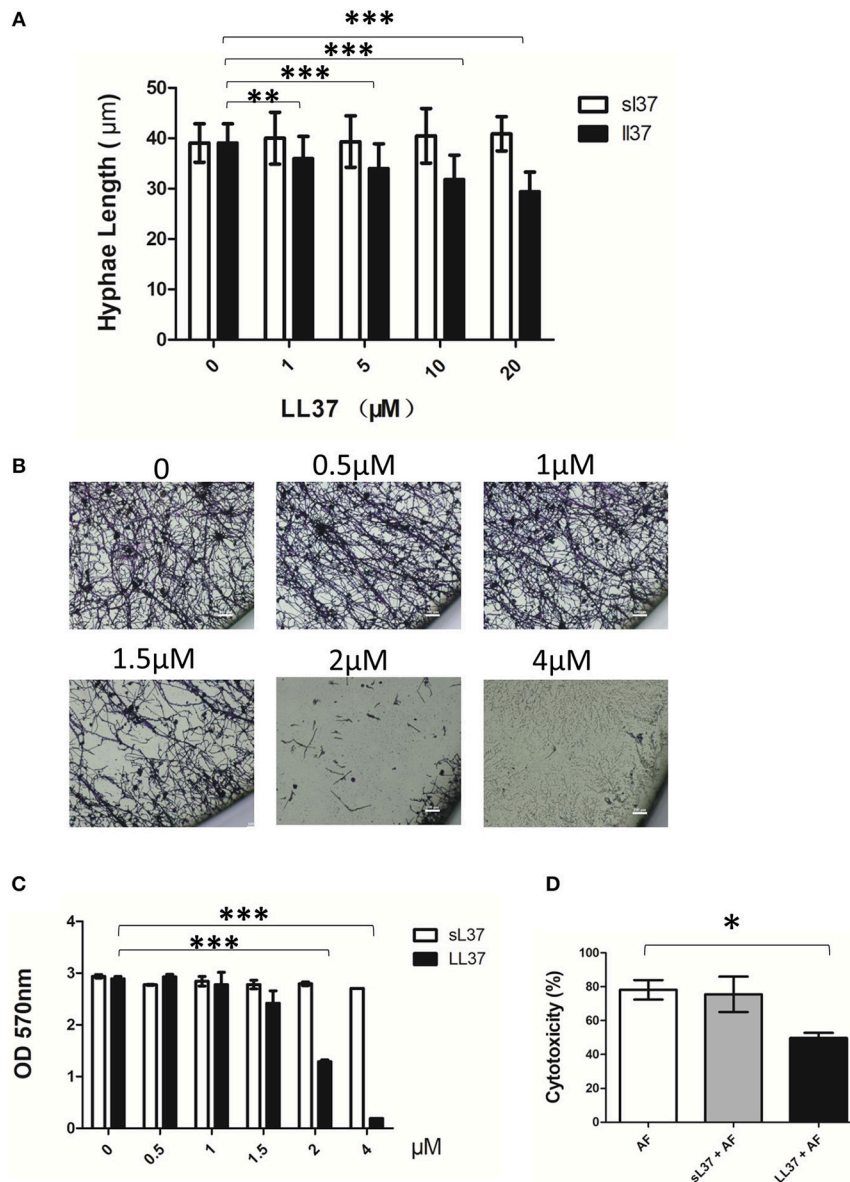 A
***
***
***
**
50
40
30
20
10
0
Hyphae Length ( μm)
sl37
ll37
0 1 5 10 20
LL37 (μM)
B
0 0.5μM 1μM
1.5μM 2μM 4μM
C
***
***
4
3
2
1
0
OD 570nm
sL37
LL37
0 0.5 1 1.5 2 4 μM
D
*
100
80
60
40
20
0
Cytotoxicity (%)
AF sL37 + AF LL37 + AF